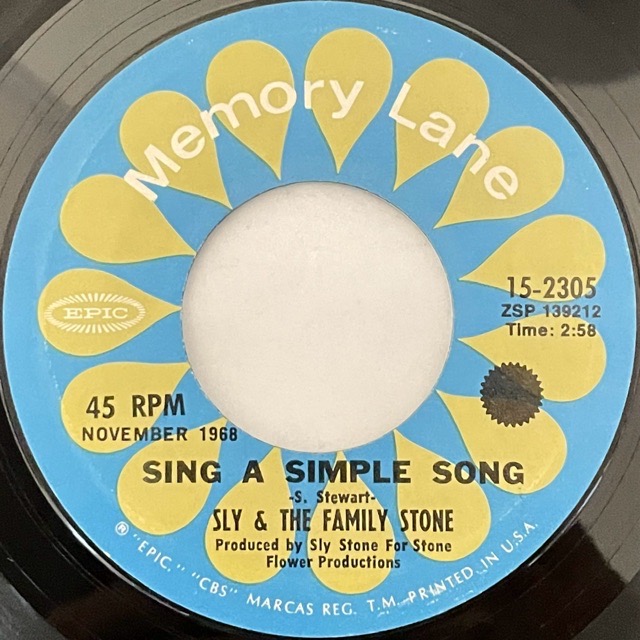 Memory Lane
EPIC
15-2305
ZSP 139212
Time: 2:58
45 RPM
NOVEMBER 1968
SING A SIMPLE SONG
-S. Stewart-
SLY & THE FAMILY STONE
Produced by Sly Stone For Stone
Flower Productions
® "EPIC," "CBS" MARCAS REG. T.M. PRINTED IN U.S.A.